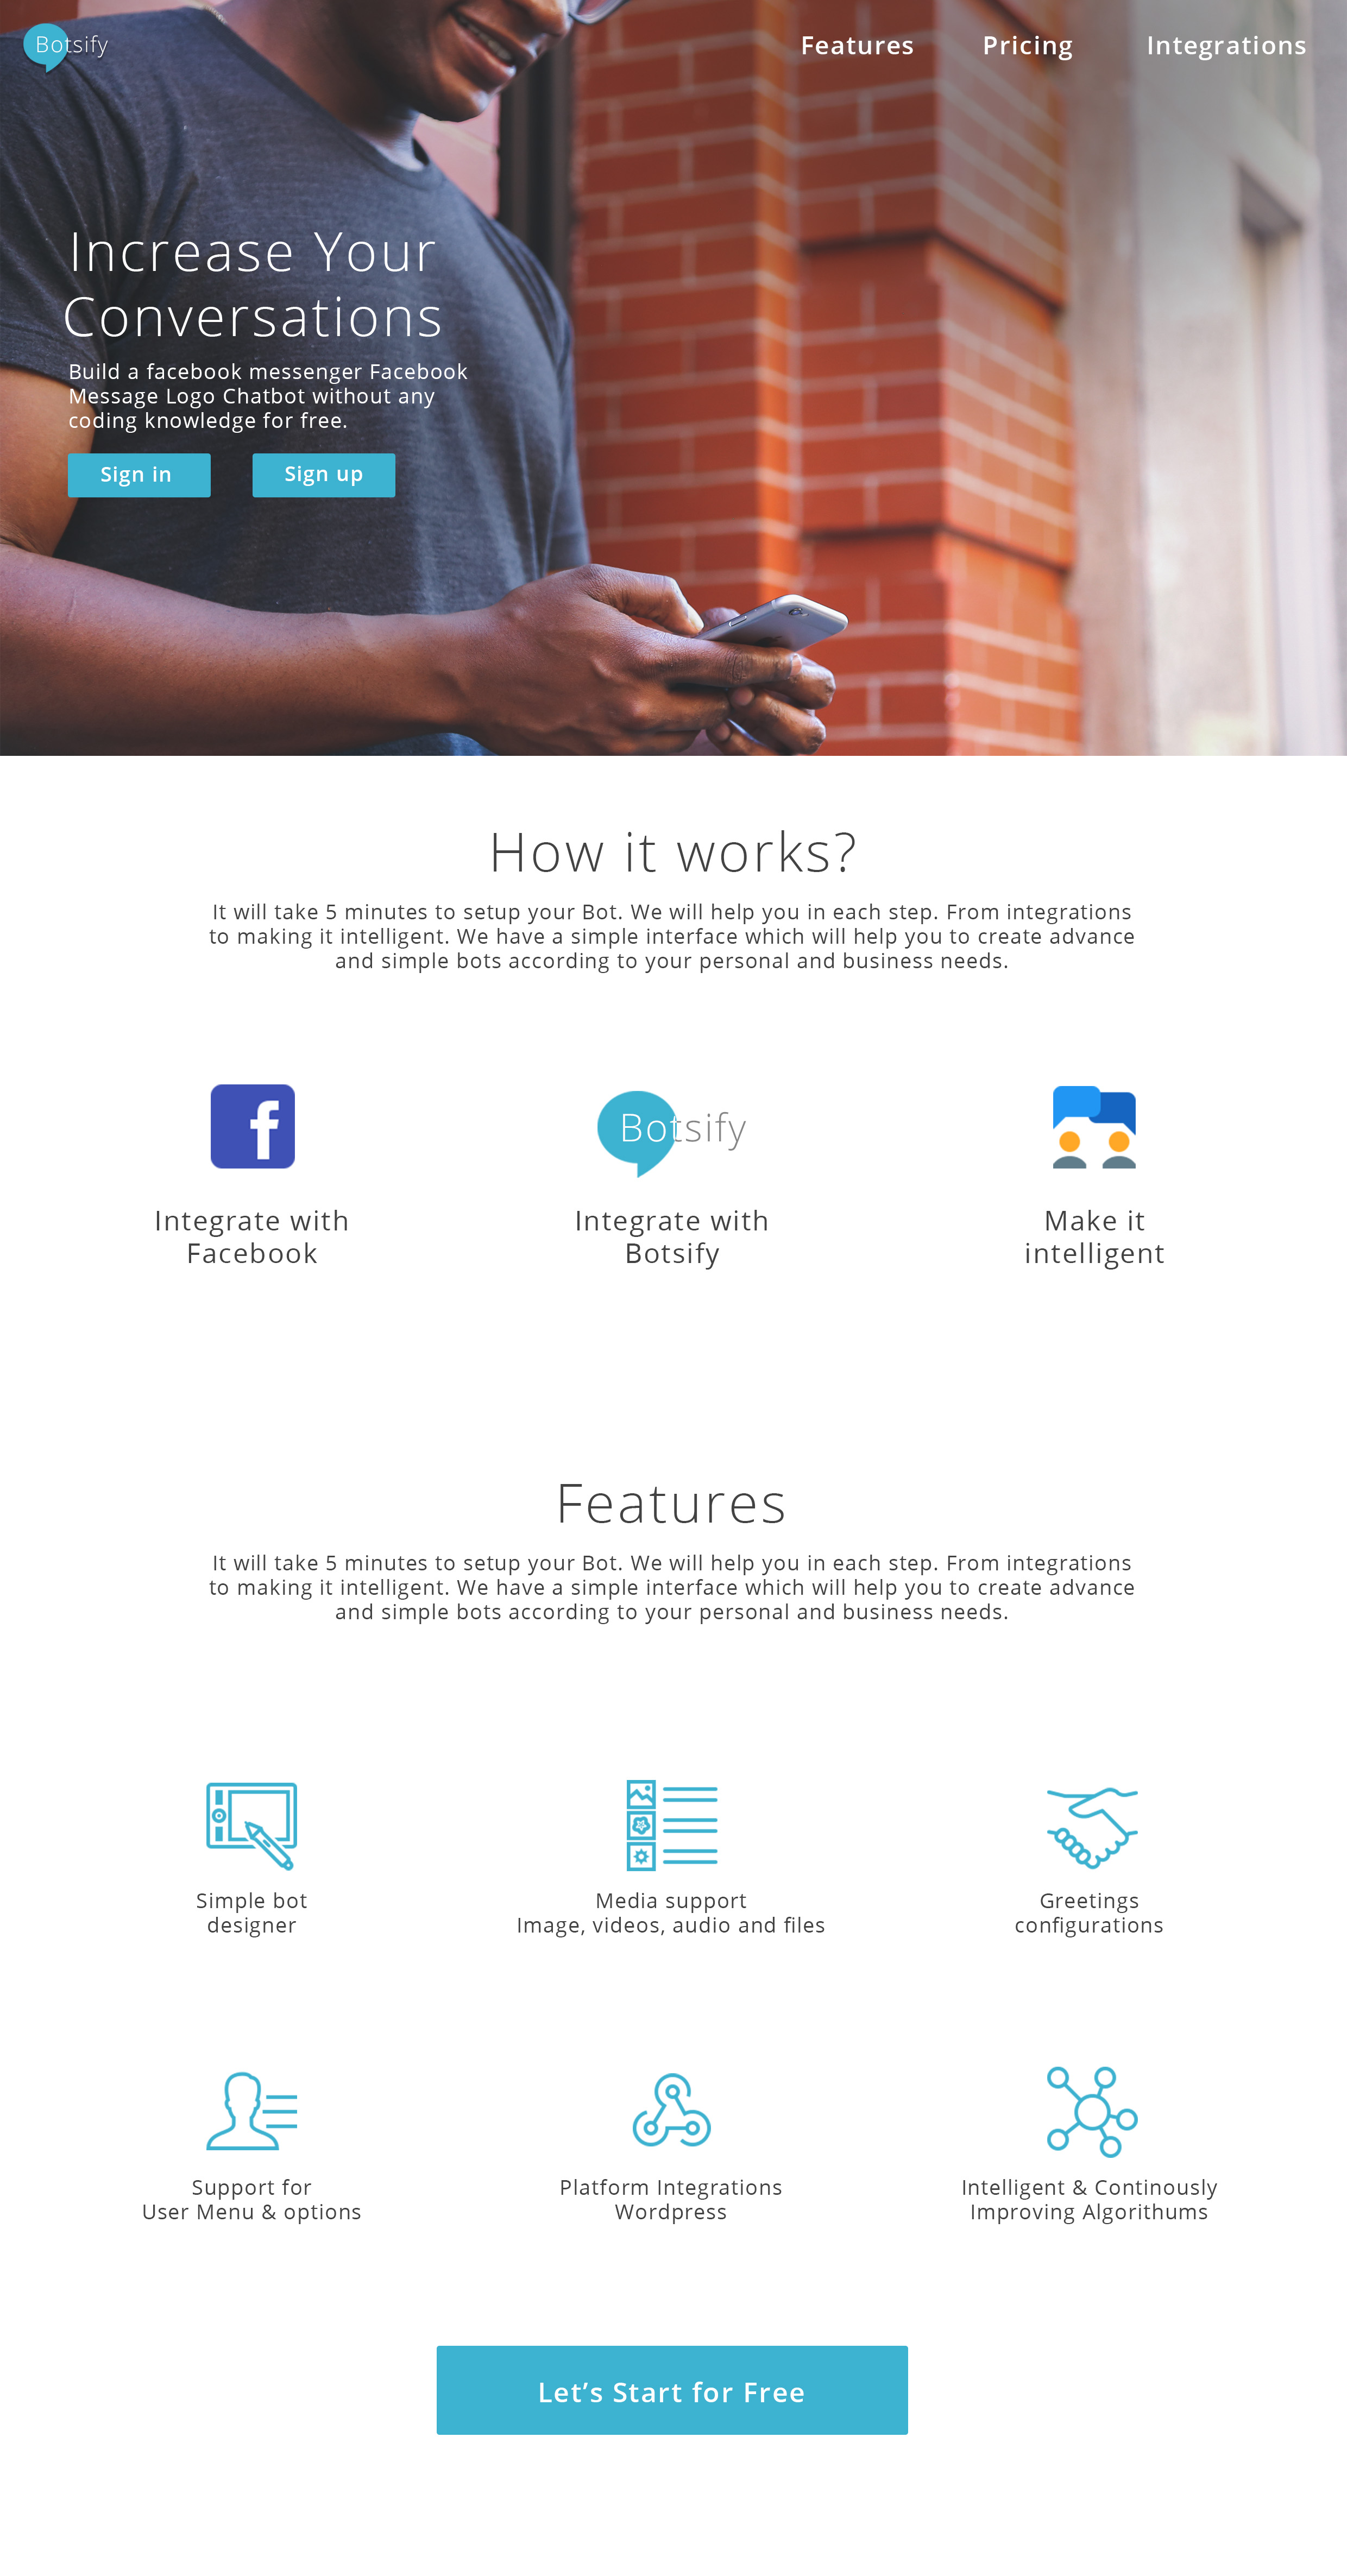 Botsify
Features Pricing Integrations
Increase Your
Conversations
Build a facebook messenger Facebook
Message Logo Chatbot without any
coding knowledge for free.
Sign in Sign up
How it works?
It will take 5 minutes to setup your Bot. We will help you in each step. From integrations
to making it intelligent. We have a simple interface which will help you to create advance
and simple bots according to your personal and business needs.
Botsify
Integrate with
Facebook
Integrate with
Botsify
Make it
intelligent
Features
It will take 5 minutes to setup your Bot. We will help you in each step. From integrations
to making it intelligent. We have a simple interface which will help you to create advance
and simple bots according to your personal and business needs.
Simple bot
designer
Media support
Image, videos, audio and files
Greetings
configurations
Support for
User Menu & options
Platform Integrations
Wordpress
Intelligent & Continously
Improving Algorithums
Let’s Start for Free